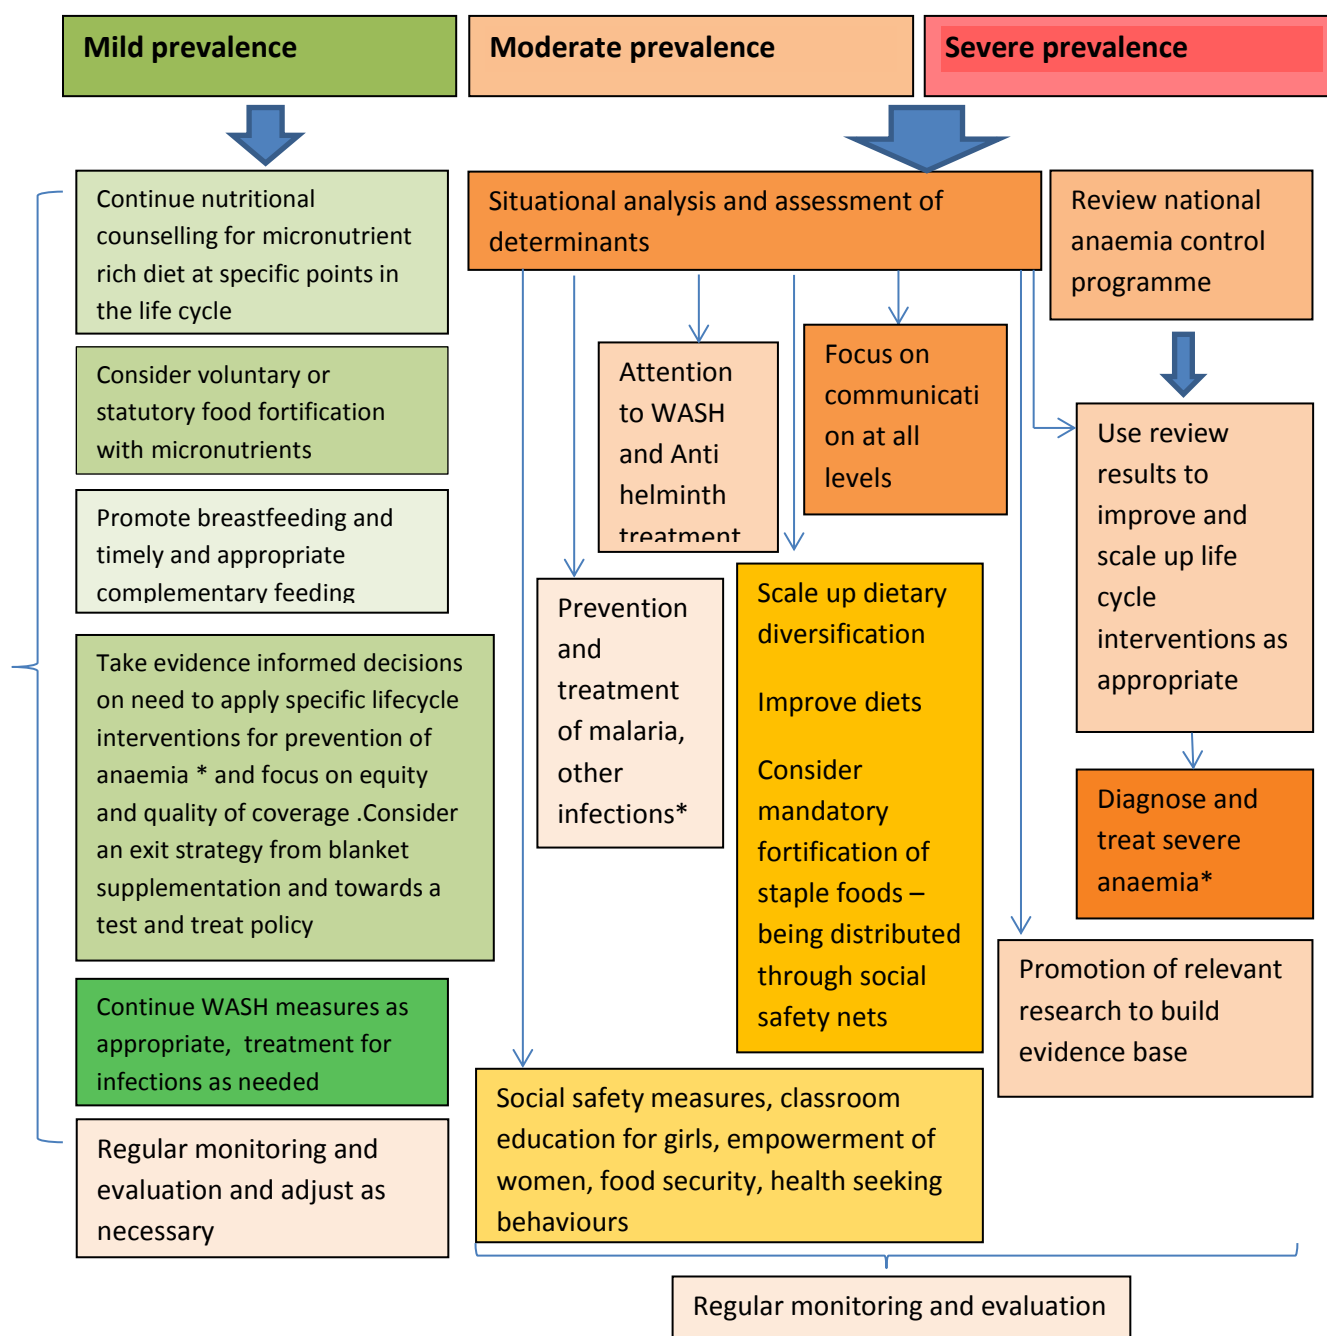 Mild prevalence
Moderate prevalence
Severe prevalence
Continue nutritional
counselling for micronutrient
rich diet at specific points in
the life cycle
Consider voluntary or
statutory food fortification
with micronutrients
Promote breastfeeding and
timely and appropriate
complementary feeding
Take evidence informed decisions
on need to apply specific lifecycle
interventions for prevention of
anaemia * and focus on equity
and quality of coverage .Consider
an exit strategy from blanket
supplementation and towards a
test and treat policy
Continue WASH measures as
appropriate,  treatment for
infections as needed
Regular monitoring and
evaluation and adjust as
necessary
Situational analysis and assessment of
determinants
Review national
anaemia control
programme
Attention
to WASH
and Anti
helminth
treatment
Focus on
communicati
on at all
levels
Use review
results to
improve and
scale up life
cycle
interventions as
appropriate
Prevention
and
treatment
of malaria,
other
infections*
Scale up dietary
diversification
Improve diets
Consider
mandatory
fortification of
staple foods –
being distributed
through social
safety nets
Diagnose and
treat severe
anaemia*
Promotion of relevant
research to build
evidence base
Social safety measures, classroom
education for girls, empowerment of
women, food security, health seeking
behaviours
Regular monitoring and evaluation